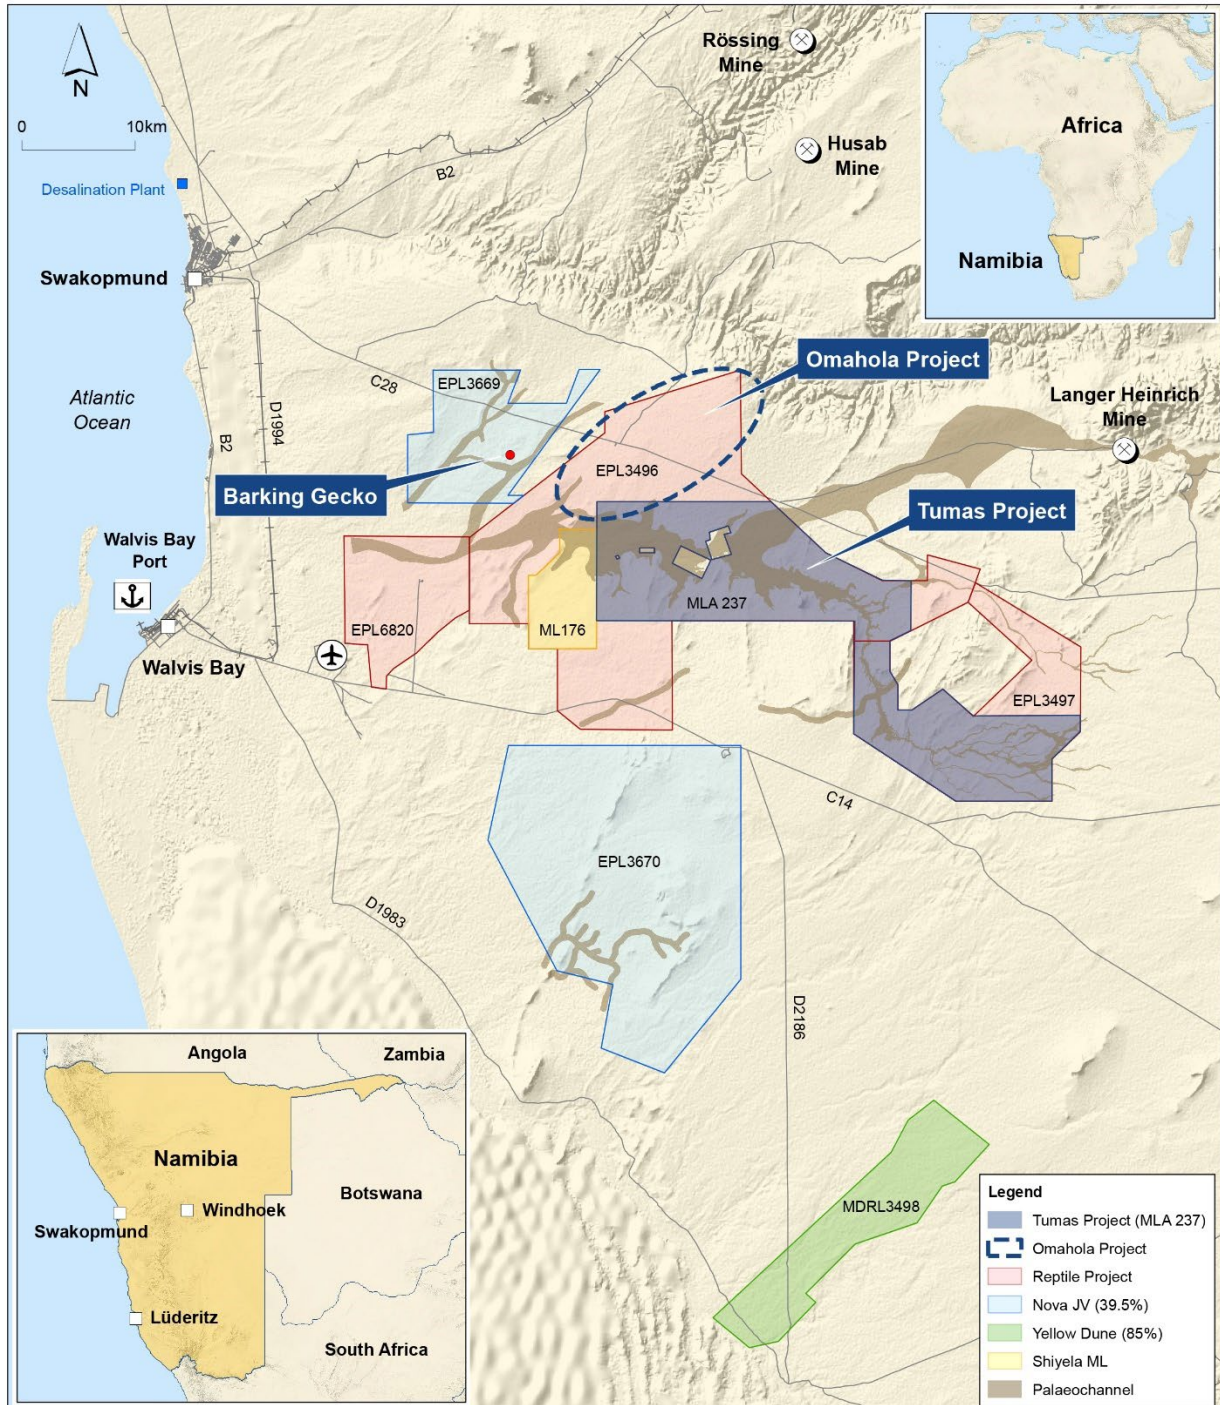 Rössing
Mine
N
0 10km
Husab
Mine
Africa
Namibia
B2
Desalination Plant
Swakopmund
Omahola Project
C28
EPL3669
Atlantic
Ocean
D1994
B2
Langer Heinrich
Mine
EPL3496
Barking Gecko
Tumas Project
Walvis Bay
Port
MLA 237
EPL6820
ML176
Walvis Bay
EPL3497
C14
EPL3670
D1983
D2186
Angola
Zambia
Namibia
Botswana
Windhoek
Swakopmund
Lüderitz
South Africa
MDRL3498
Legend
Tumas Project (MLA 237)
Omahola Project
Reptile Project
Nova JV (39.5%)
Yellow Dune (85%)
Shiyela ML
Palaeochannel